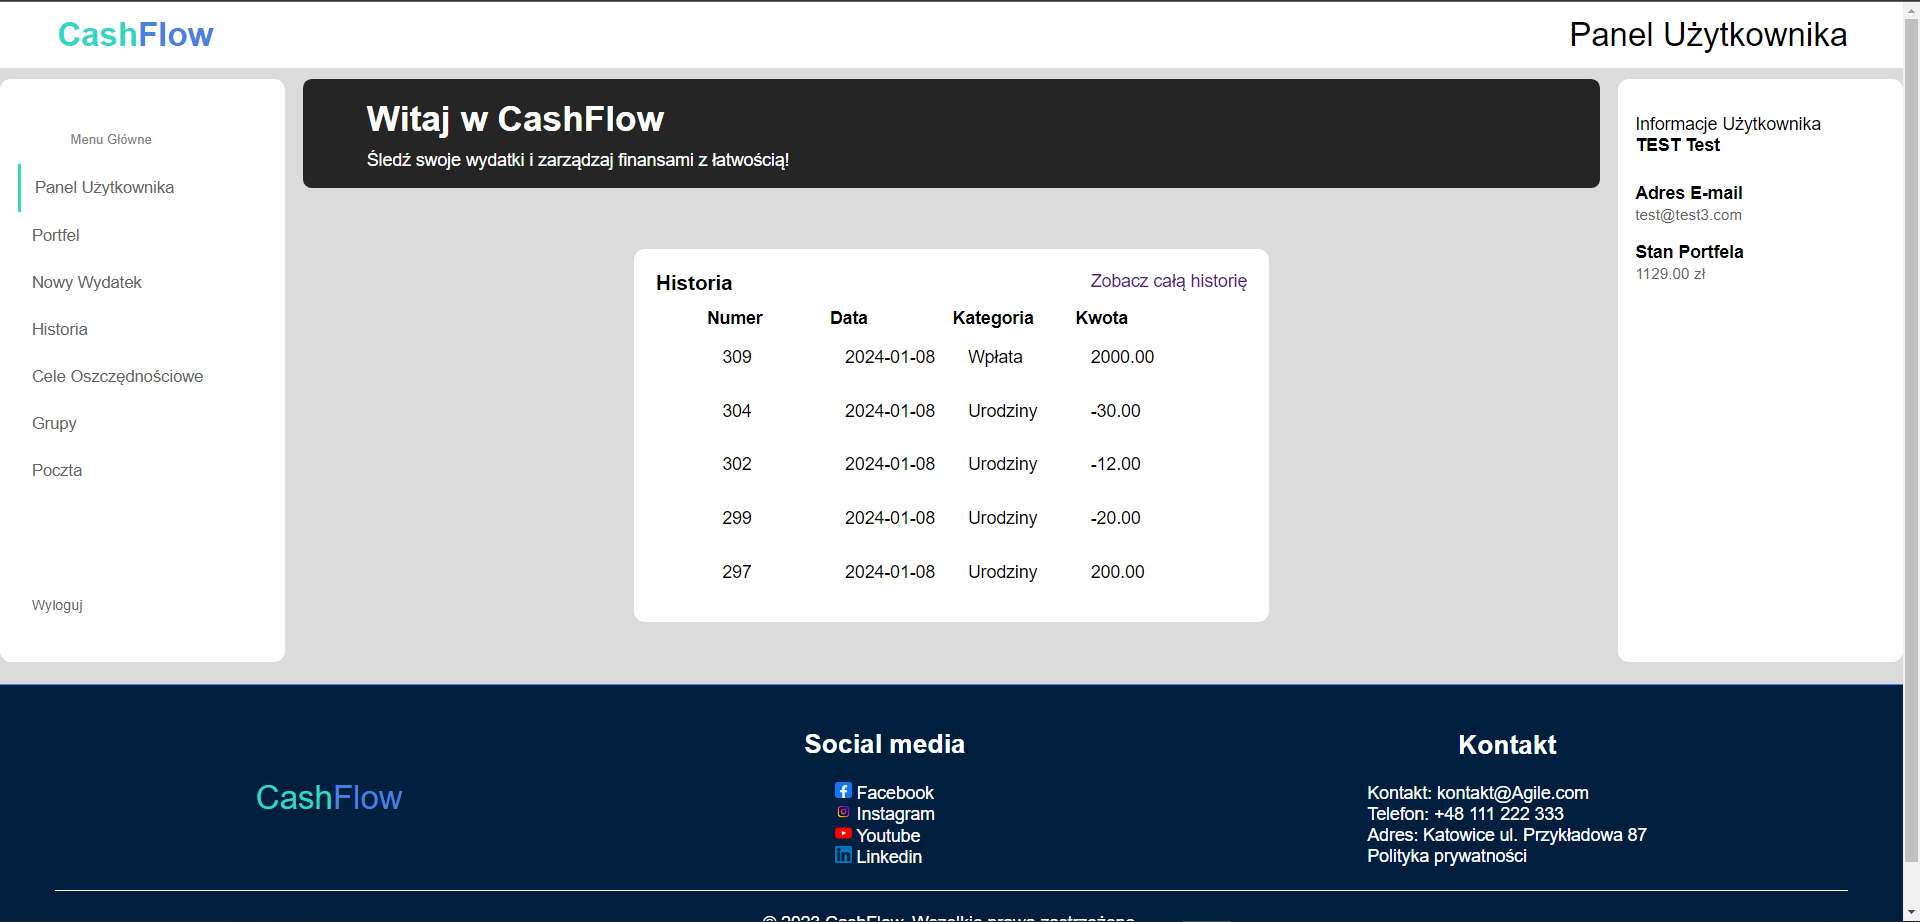 CashFlow
Panel Użytkownika
Menu Główne
Panel Użytkownika
Portfel
Nowy Wydatek
Historia
Cele Oszczędnościowe
Grupy
Poczta
Wyloguj
Witaj w CashFlow
Śledź swoje wydatki i zarządzaj finansami z łatwością!
Historia Zobacz całą historię
Numer Data Kategoria Kwota
309 2024-01-08 Wpłata 2000.00
304 2024-01-08 Urodziny -30.00
302 2024-01-08 Urodziny -12.00
299 2024-01-08 Urodziny -20.00
297 2024-01-08 Urodziny 200.00
Informacje Użytkownika
TEST Test
Adres E-mail
test@test3.com
Stan Portfela
1129.00 zł
CashFlow
Social media
Facebook
Instagram
Youtube
Linkedin
Kontakt
Kontakt: kontakt@Agile.com
Telefon: +48 111 222 333
Adres: Katowice ul. Przykładowa 87
Polityka prywatności
© 2023 CashFlow. Wszelkie prawa zastrzeżone.